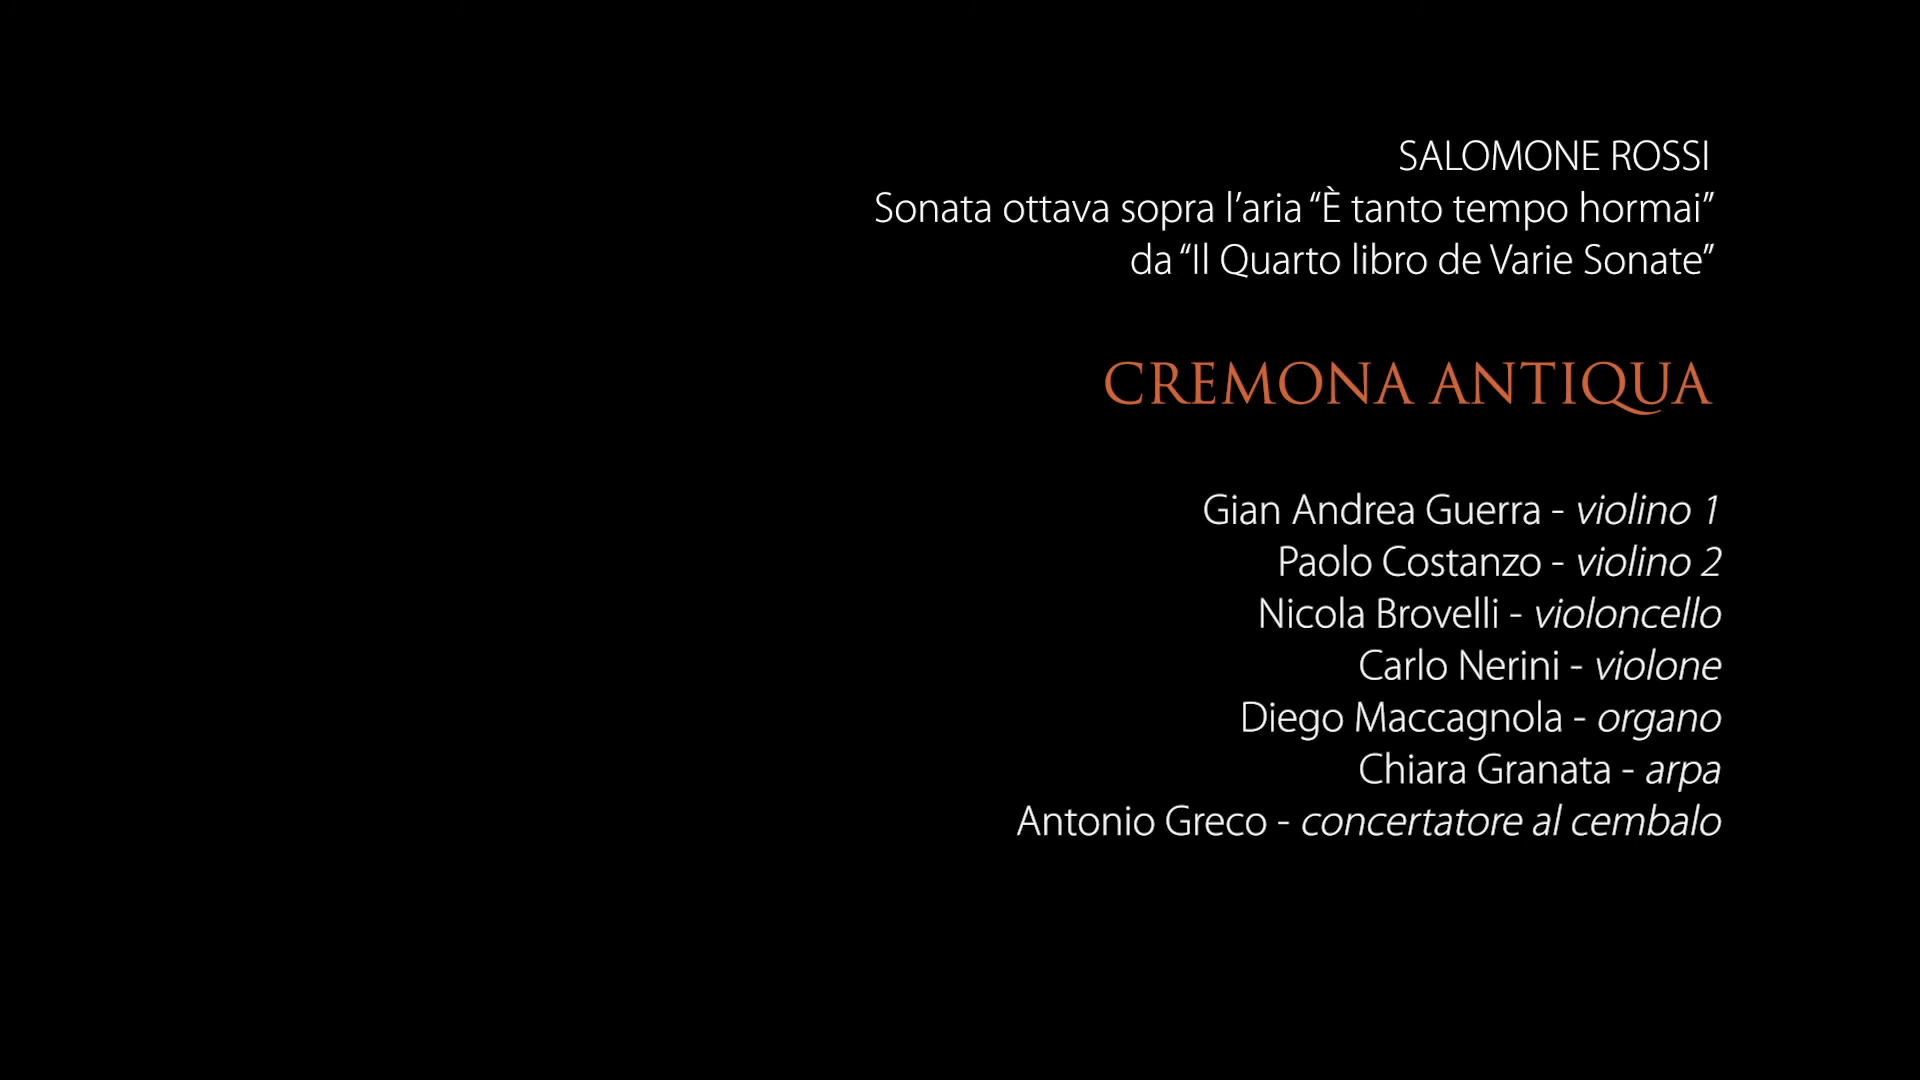 SALOMONE ROSSI
Sonata ottava sopra l’aria “È tanto tempo hormai”
da “Il Quarto libro de Varie Sonate”
CREMONA ANTIQUA
Gian Andrea Guerra - violino 1
Paolo Costanzo - violino 2
Nicola Brovelli - violoncello
Carlo Nerini - violone
Diego Maccagnola - organo
Chiara Granata - arpa
Antonio Greco - concertatore al cembalo